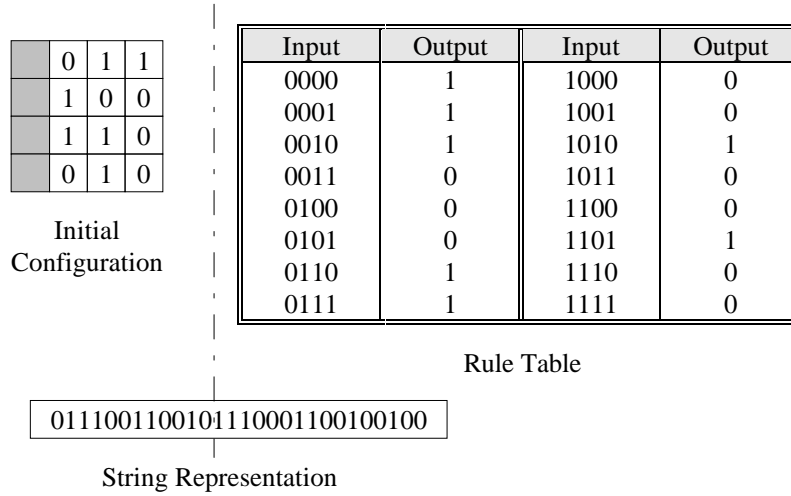 0 1 1
1 0 0
1 1 0
0 1 0
Initial
Configuration
Input Output Input Output
0000 1 1000 0
0001 1 1001 0
0010 1 1010 1
0011 0 1011 0
0100 0 1100 0
0101 0 1101 1
0110 1 1110 0
0111 1 1111 0
Rule Table
0111001100101110001100100100
String Representation